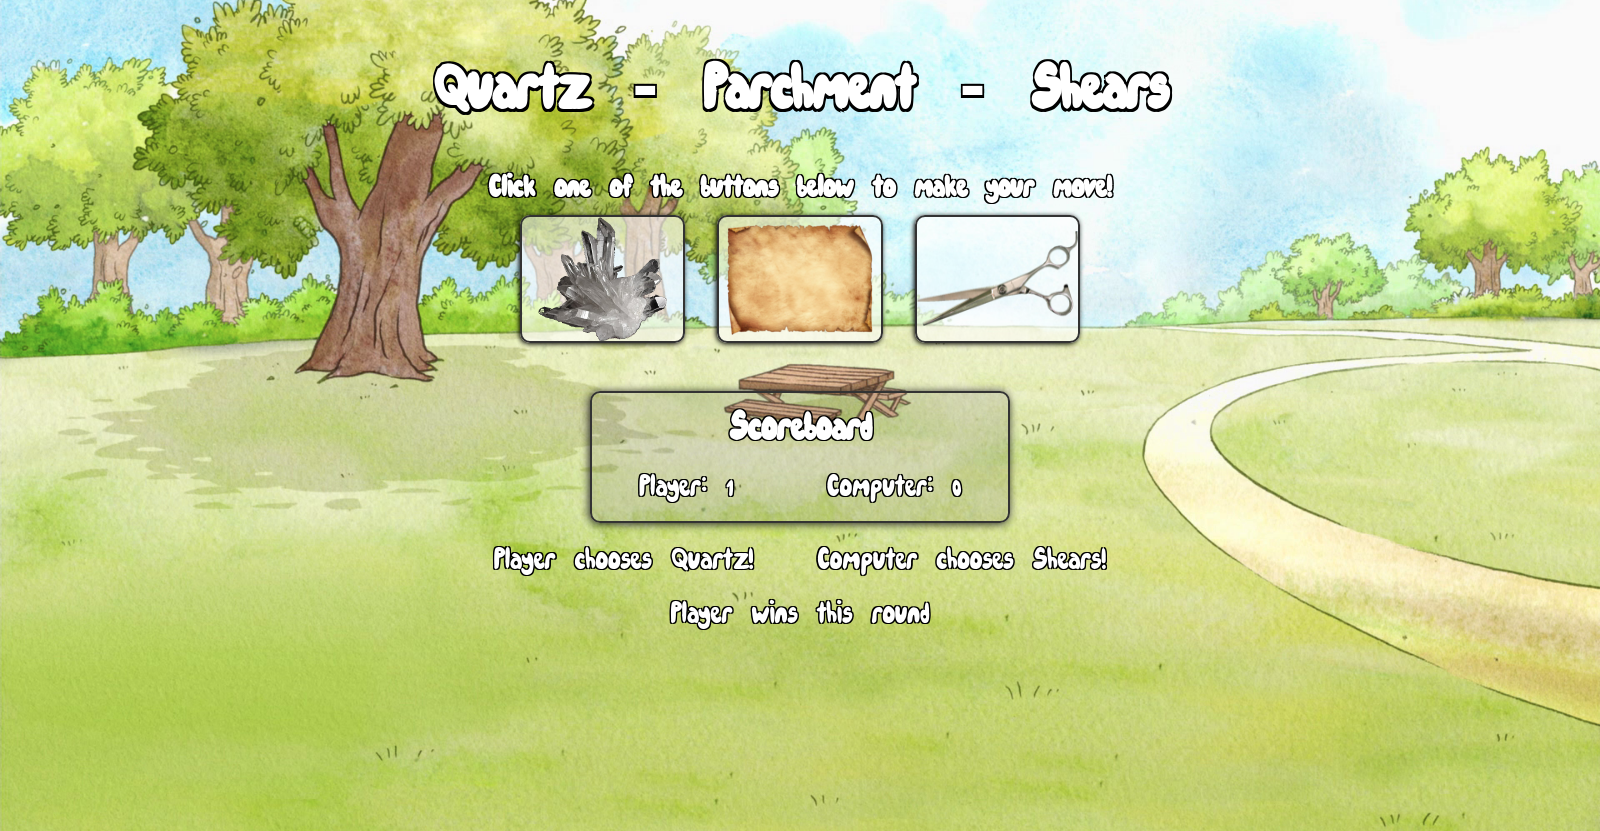 Quartz - Parchment - Shears
Click one of the buttons below to make your move!
Scoreboard
Player: 1 Computer: 0
Player chooses Quartz! Computer chooses Shears!
Player wins this round